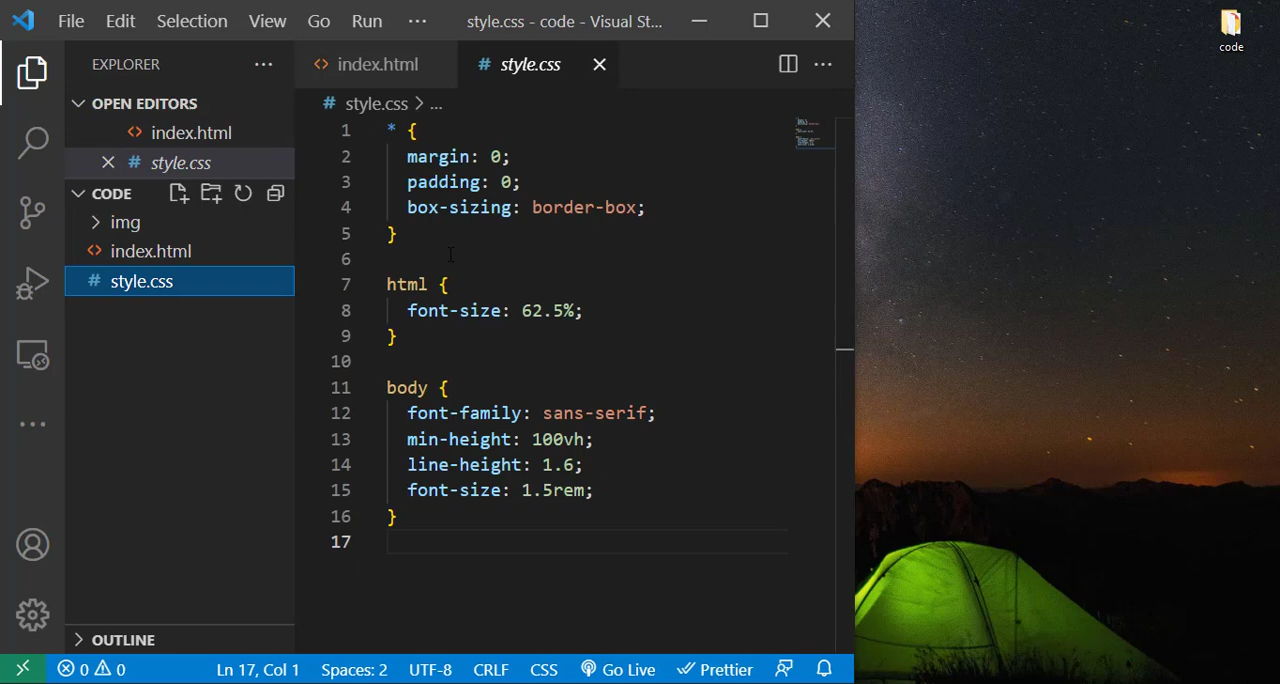 File Edit Selection View Go Run ··· style.css - code - Visual St...
EXPLORER ···
OPEN EDITORS
<> index.html
# style.css
CODE
img
<> index.html
# style.css
OUTLINE
<> index.html # style.css ···
# style.css > ...
1 * {
2 margin: 0;
3 padding: 0;
4 box-sizing: border-box;
5 }
6
7 html {
8 font-size: 62.5%;
9 }
10
11 body {
12 font-family: sans-serif;
13 min-height: 100vh;
14 line-height: 1.6;
15 font-size: 1.5rem;
16 }
17
0 0 Ln 17, Col 1 Spaces: 2 UTF-8 CRLF CSS Go Live Prettier
code